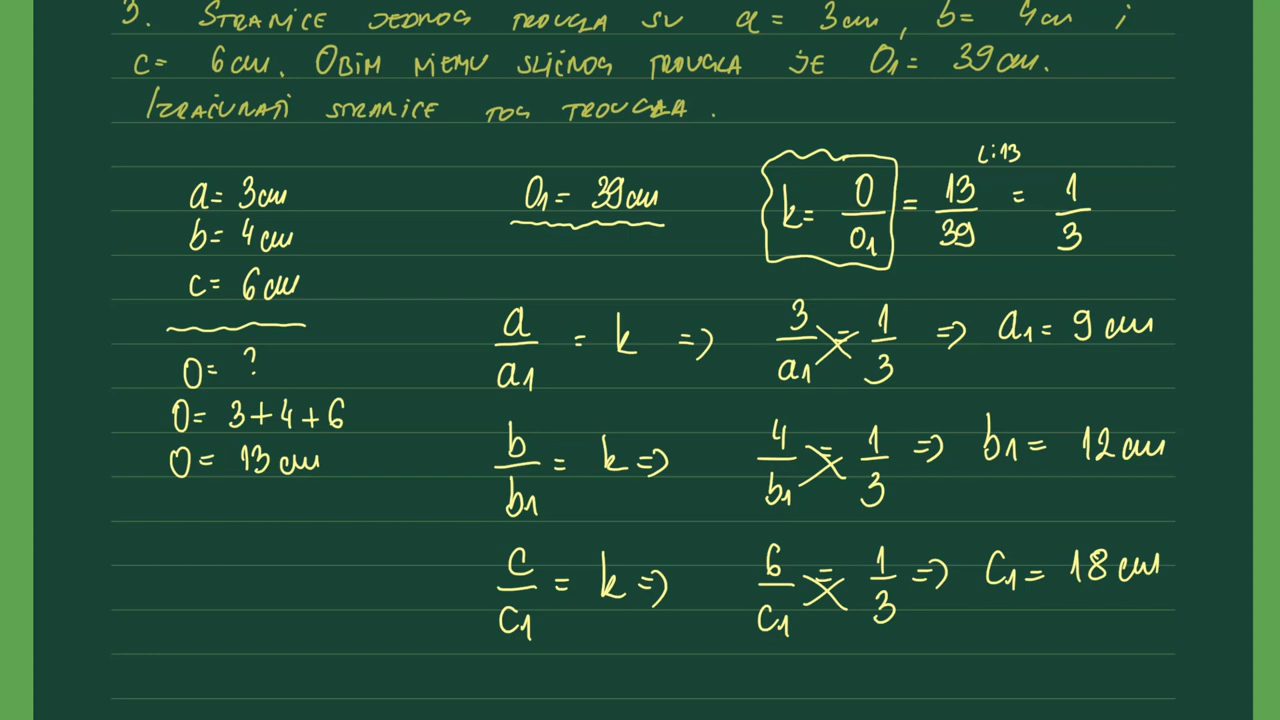 3. STRANICE JEDNOG TROUGLA SU a = 3cm, b = 4cm i
c = 6cm. OBIM NJEMU SLIČNOG TROUGLA JE O₁ = 39cm.
IZRAČUNATI STRANICE TOG TROUGLA.
a = 3cm
b = 4cm
c = 6cm
O = ?
O = 3+4+6
O = 13cm
O₁ = 39cm
(:13
k = O/O₁ = 13/39 = 1/3
a/a₁ = k => 3/a₁ = 1/3 => a₁ = 9cm
b/b₁ = k => 4/b₁ = 1/3 => b₁ = 12cm
c/c₁ = k => 6/c₁ = 1/3 => c₁ = 18cm